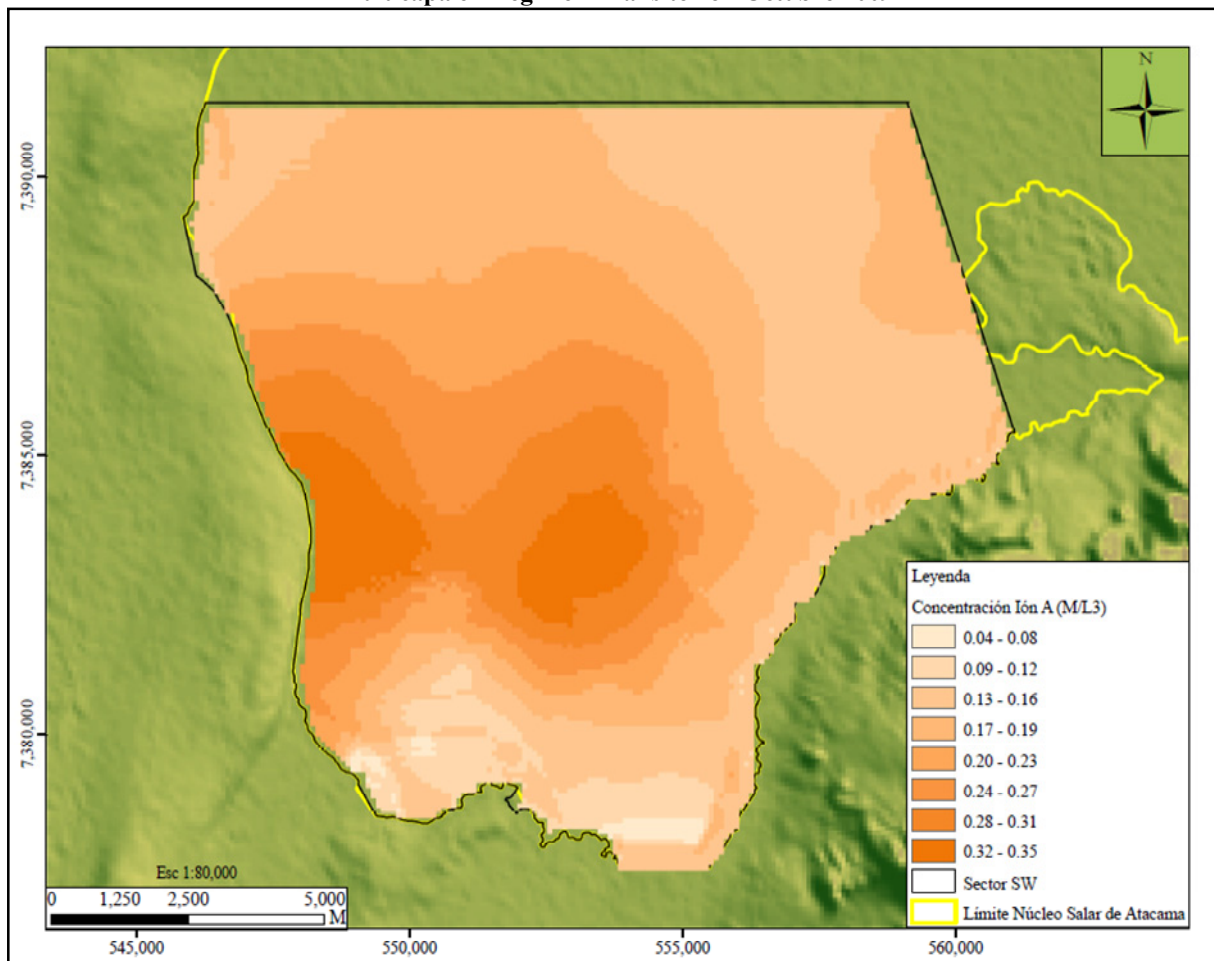 N
7,390,000
7,385,000
7,380,000
Leyenda
Concentración Ión A (M/L3)
0.04 - 0.08
0.09 - 0.12
0.13 - 0.16
0.17 - 0.19
0.20 - 0.23
0.24 - 0.27
0.28 - 0.31
0.32 - 0.35
Sector SW
Límite Núcleo Salar de Atacama
Esc 1:80,000
0 1,250 2,500 5,000
M
545,000 550,000 555,000 560,000